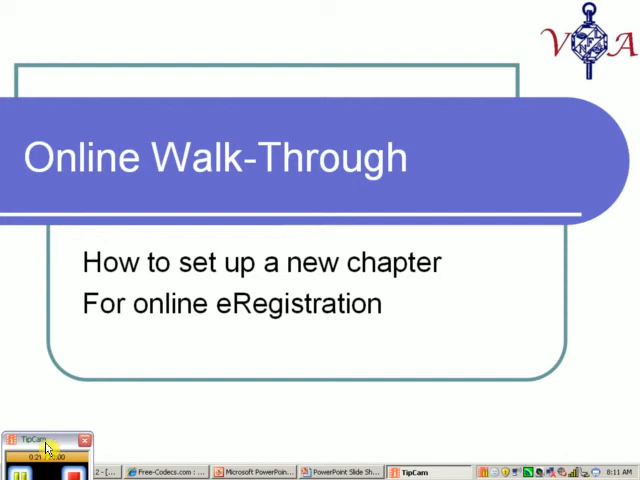 V A
Online Walk-Through
How to set up a new chapter
For online eRegistration
TipCam
2 - [...
Free-Codecs.com : ...
Microsoft PowerPoin...
PowerPoint Slide Sh...
TipCam
8:11 AM